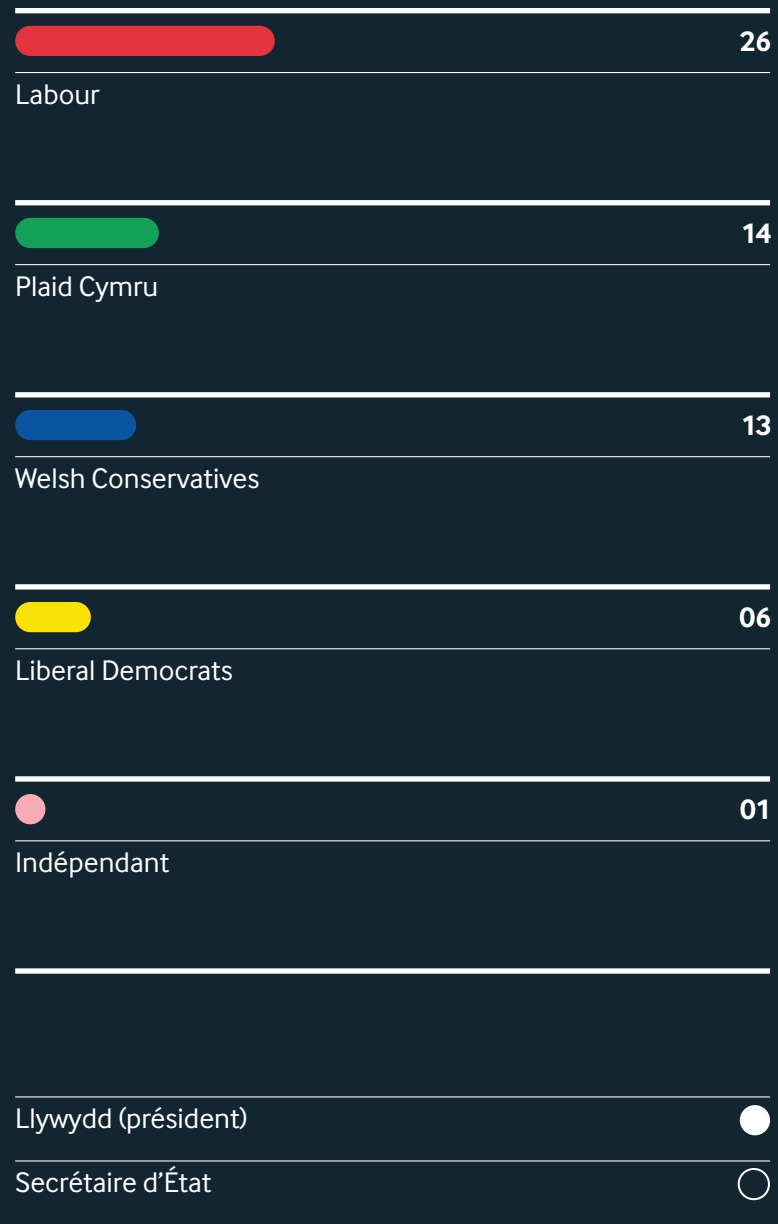 26
Labour
14
Plaid Cymru
13
Welsh Conservatives
06
Liberal Democrats
01
Indépendant
Llywydd (président)
Secrétaire d’État